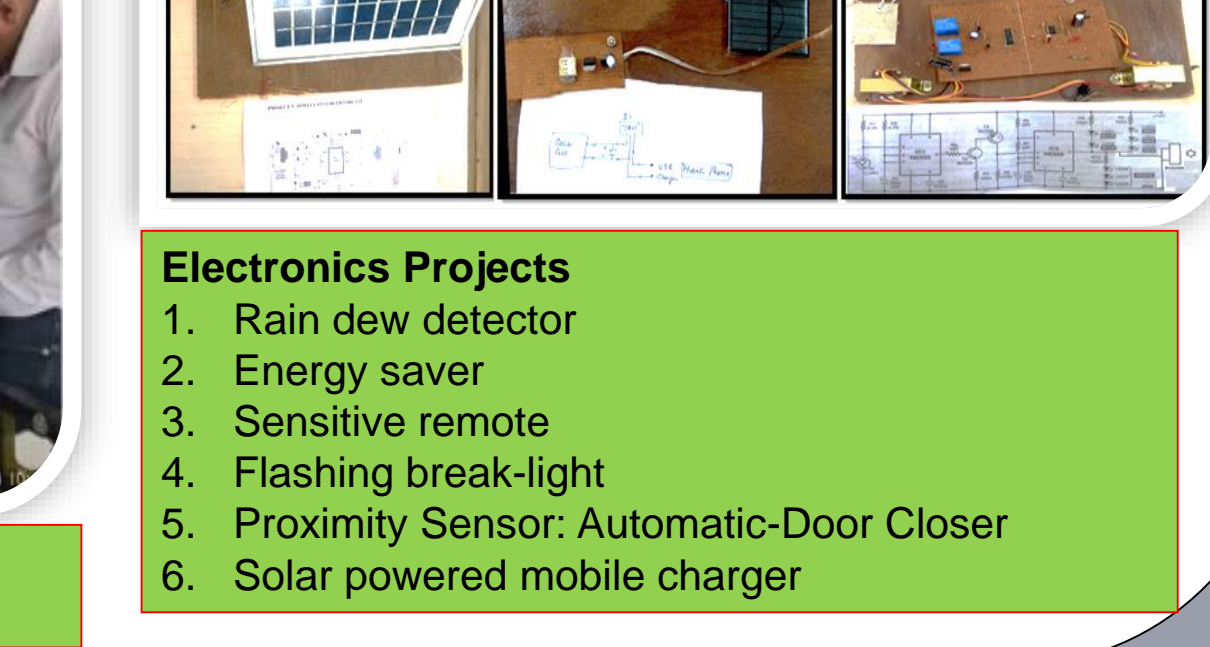 Electronics Projects
1. Rain dew detector
2. Energy saver
3. Sensitive remote
4. Flashing break-light
5. Proximity Sensor: Automatic-Door Closer
6. Solar powered mobile charger